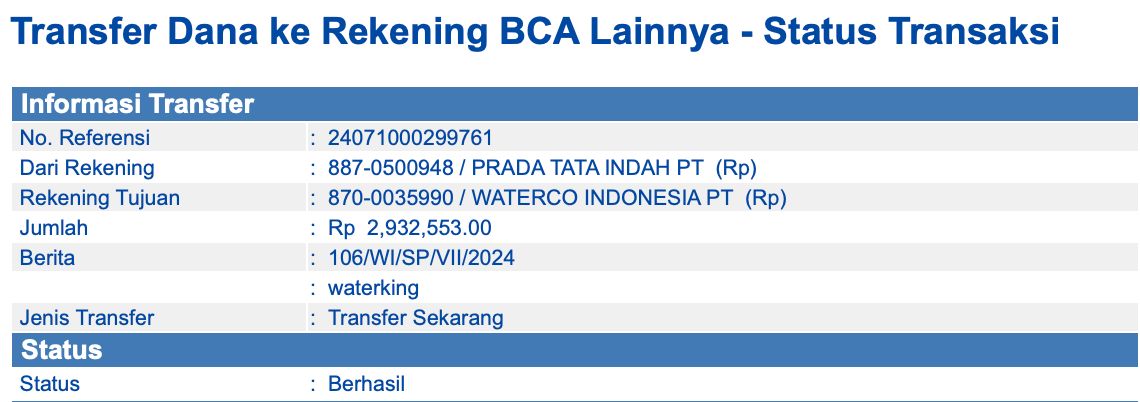 Transfer Dana ke Rekening BCA Lainnya - Status Transaksi
Informasi Transfer
No. Referensi : 24071000299761
Dari Rekening : 887-0500948 / PRADA TATA INDAH PT (Rp)
Rekening Tujuan : 870-0035990 / WATERCO INDONESIA PT (Rp)
Jumlah : Rp 2,932,553.00
Berita : 106/WI/SP/VII/2024
: waterking
Jenis Transfer : Transfer Sekarang
Status
Status : Berhasil